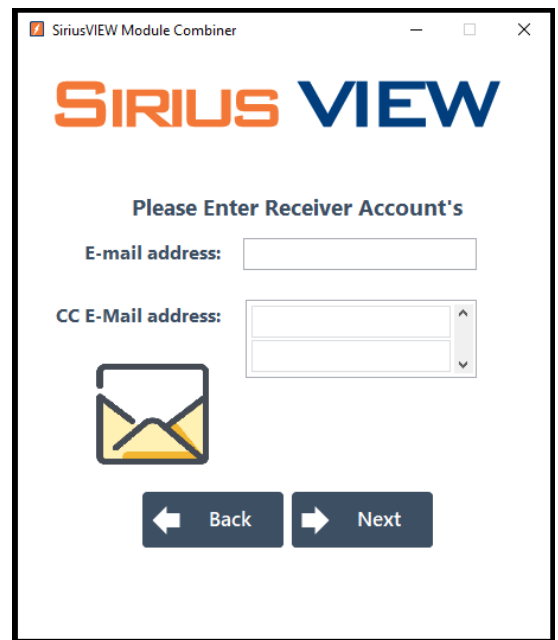 SiriusVIEW Module Combiner
SIRIUS VIEW
Please Enter Receiver Account's
E-mail address:
CC E-Mail address:
Back
Next